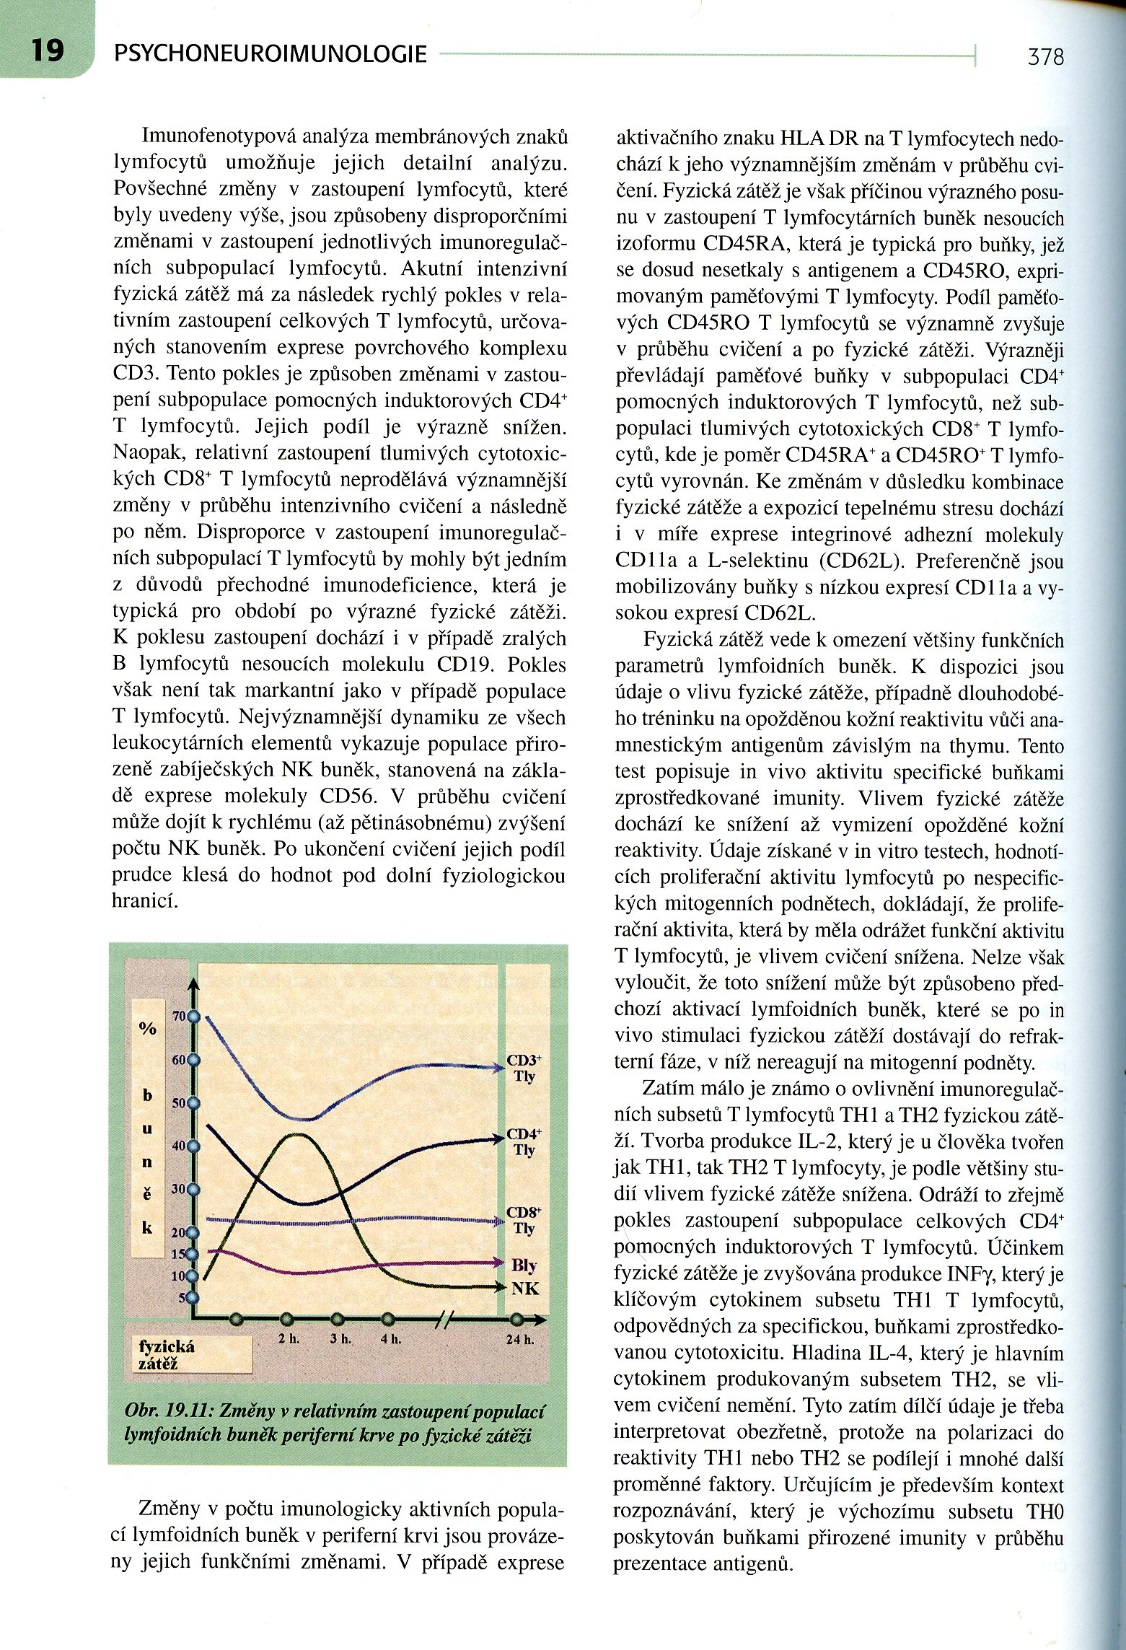 19
PSYCHONEUROIMUNOLOGIE
378
Imunofenotypová analýza membránových znaků
lymfocytů umožňuje jejich detailní analýzu.
Povšechné změny v zastoupení lymfocytů, které
byly uvedeny výše, jsou způsobeny disproporčními
změnami v zastoupení jednotlivých imunoregulač-
ních subpopulací lymfocytů. Akutní intenzivní
fyzická zátěž má za následek rychlý pokles v rela-
tivním zastoupení celkových T lymfocytů, určova-
ných stanovením exprese povrchového komplexu
CD3. Tento pokles je způsoben změnami v zastou-
pení subpopulace pomocných induktorových CD4⁺
T lymfocytů. Jejich podíl je výrazně snížen.
Naopak, relativní zastoupení tlumivých cytotoxic-
kých CD8⁺ T lymfocytů neprodělává významnější
změny v průběhu intenzivního cvičení a následně
po něm. Disproporce v zastoupení imunoregulač-
ních subpopulací T lymfocytů by mohly být jedním
z důvodů přechodné imunodeficience, která je
typická pro období po výrazné fyzické zátěži.
K poklesu zastoupení dochází i v případě zralých
B lymfocytů nesoucích molekulu CD19. Pokles
však není tak markantní jako v případě populace
T lymfocytů. Nejvýznamnější dynamiku ze všech
leukocytárních elementů vykazuje populace přiro-
zeně zabíječských NK buněk, stanovená na zákla-
dě exprese molekuly CD56. V průběhu cvičení
může dojít k rychlému (až pětinásobnému) zvýšení
počtu NK buněk. Po ukončení cvičení jejich podíl
prudce klesá do hodnot pod dolní fyziologickou
hranicí.
%
b
u
n
ě
k
70
60
50
40
30
20
15
10
5
CD3⁺
Tly
CD4⁺
Tly
CD8⁺
Tly
Bly
NK
2 h.
3 h.
4 h.
24 h.
fyzická
zátěž
Obr. 19.11: Změny v relativním zastoupení populací
lymfoidních buněk periferní krve po fyzické zátěži
Změny v počtu imunologicky aktivních popula-
cí lymfoidních buněk v periferní krvi jsou prováze-
ny jejich funkčními změnami. V případě exprese
aktivačního znaku HLA DR na T lymfocytech nedo-
chází k jeho významnějším změnám v průběhu cvi-
čení. Fyzická zátěž je však příčinou výrazného posu-
nu v zastoupení T lymfocytárních buněk nesoucích
izoformu CD45RA, která je typická pro buňky, jež
se dosud nesetkaly s antigenem a CD45RO, expri-
movaným paměťovými T lymfocyty. Podíl paměťo-
vých CD45RO T lymfocytů se významně zvyšuje
v průběhu cvičení a po fyzické zátěži. Výrazněji
převládají paměťové buňky v subpopulaci CD4⁺
pomocných induktorových T lymfocytů, než sub-
populaci tlumivých cytotoxických CD8⁺ T lymfo-
cytů, kde je poměr CD45RA⁺ a CD45RO⁺ T lymfo-
cytů vyrovnán. Ke změnám v důsledku kombinace
fyzické zátěže a expozicí tepelnému stresu dochází
i v míře exprese integrinové adhezní molekuly
CD11a a L-selektinu (CD62L). Preferenčně jsou
mobilizovány buňky s nízkou expresí CD11a a vy-
sokou expresí CD62L.
Fyzická zátěž vede k omezení většiny funkčních
parametrů lymfoidních buněk. K dispozici jsou
údaje o vlivu fyzické zátěže, případně dlouhodobé-
ho tréninku na opožděnou kožní reaktivitu vůči ana-
mnestickým antigenům závislým na thymu. Tento
test popisuje in vivo aktivitu specifické buňkami
zprostředkované imunity. Vlivem fyzické zátěže
dochází ke snížení až vymizení opožděné kožní
reaktivity. Údaje získané v in vitro testech, hodnotí-
cích proliferační aktivitu lymfocytů po nespecific-
kých mitogenních podnětech, dokládají, že prolife-
rační aktivita, která by měla odrážet funkční aktivitu
T lymfocytů, je vlivem cvičení snížena. Nelze však
vyloučit, že toto snížení může být způsobeno před-
chozí aktivací lymfoidních buněk, které se po in
vivo stimulaci fyzickou zátěží dostávají do refrak-
terní fáze, v níž nereagují na mitogenní podněty.
Zatím málo je známo o ovlivnění imunoregulač-
ních subsetů T lymfocytů TH1 a TH2 fyzickou zátě-
ží. Tvorba produkce IL-2, který je u člověka tvořen
jak TH1, tak TH2 T lymfocyty, je podle většiny stu-
dií vlivem fyzické zátěže snížena. Odráží to zřejmě
pokles zastoupení subpopulace celkových CD4⁺
pomocných induktorových T lymfocytů. Účinkem
fyzické zátěže je zvyšována produkce INFγ, který je
klíčovým cytokinem subsetu TH1 T lymfocytů,
odpovědných za specifickou, buňkami zprostředko-
vanou cytotoxicitu. Hladina IL-4, který je hlavním
cytokinem produkovaným subsetem TH2, se vli-
vem cvičení nemění. Tyto zatím dílčí údaje je třeba
interpretovat obezřetně, protože na polarizaci do
reaktivity TH1 nebo TH2 se podílejí i mnohé další
proměnné faktory. Určujícím je především kontext
rozpoznávání, který je výchozímu subsetu TH0
poskytován buňkami přirozené imunity v průběhu
prezentace antigenů.